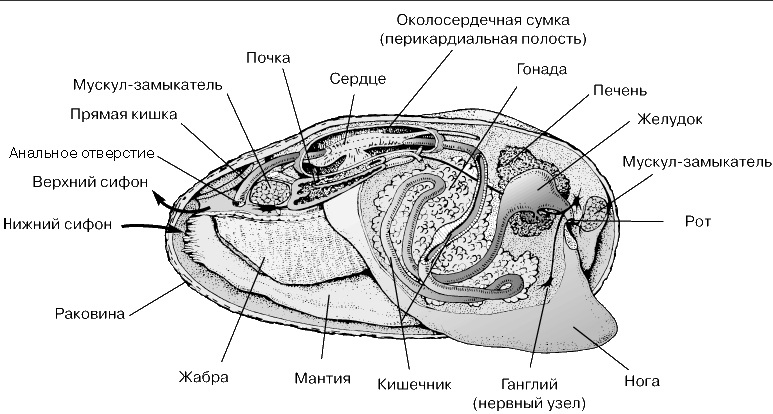 Околосердечная сумка
(перикардиальная полость)
Почка
Сердце
Гонада
Мускул-замыкатель
Печень
Прямая кишка
Желудок
Анальное отверстие
Мускул-замыкатель
Верхний сифон
Нижний сифон
Рот
Раковина
Жабра
Мантия
Кишечник
Ганглий
(нервный узел)
Нога